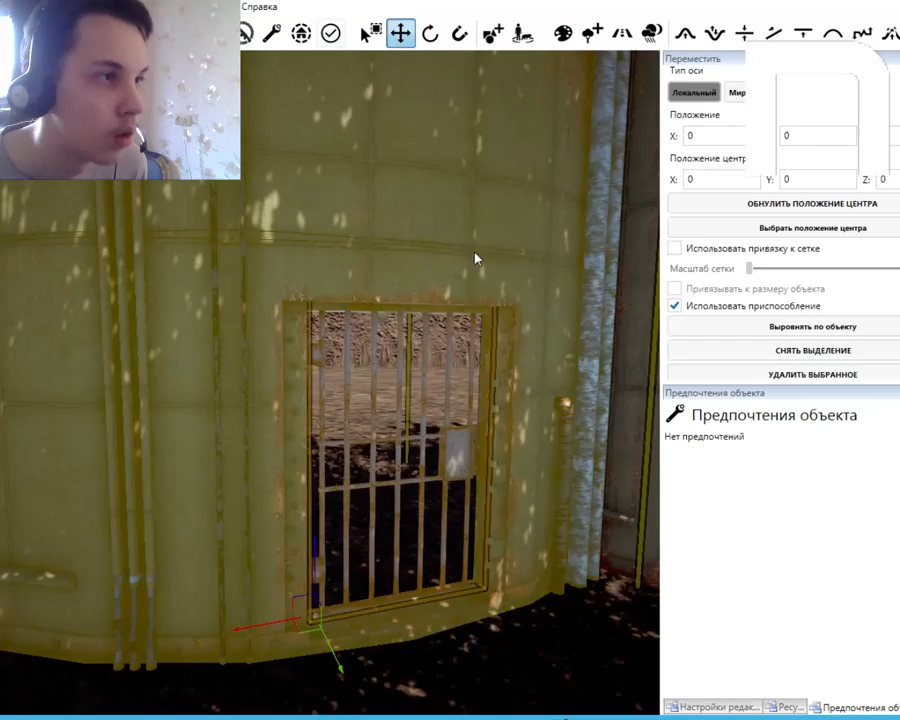 Справка
Переместить
Тип оси
Локальный Мир
Положение
X: 0 0
Положение центр
X: 0 Y: 0 Z: 0
ОБНУЛИТЬ ПОЛОЖЕНИЕ ЦЕНТРА
Выбрать положение центра
Использовать привязку к сетке
Масштаб сетки
Привязывать к размеру объекта
Использовать приспособление
Выровнять по объекту
СНЯТЬ ВЫДЕЛЕНИЕ
УДАЛИТЬ ВЫБРАННОЕ
Предпочтения объекта
Предпочтения объекта
Нет предпочтений
Настройки редак... Ресу... Предпочтения об